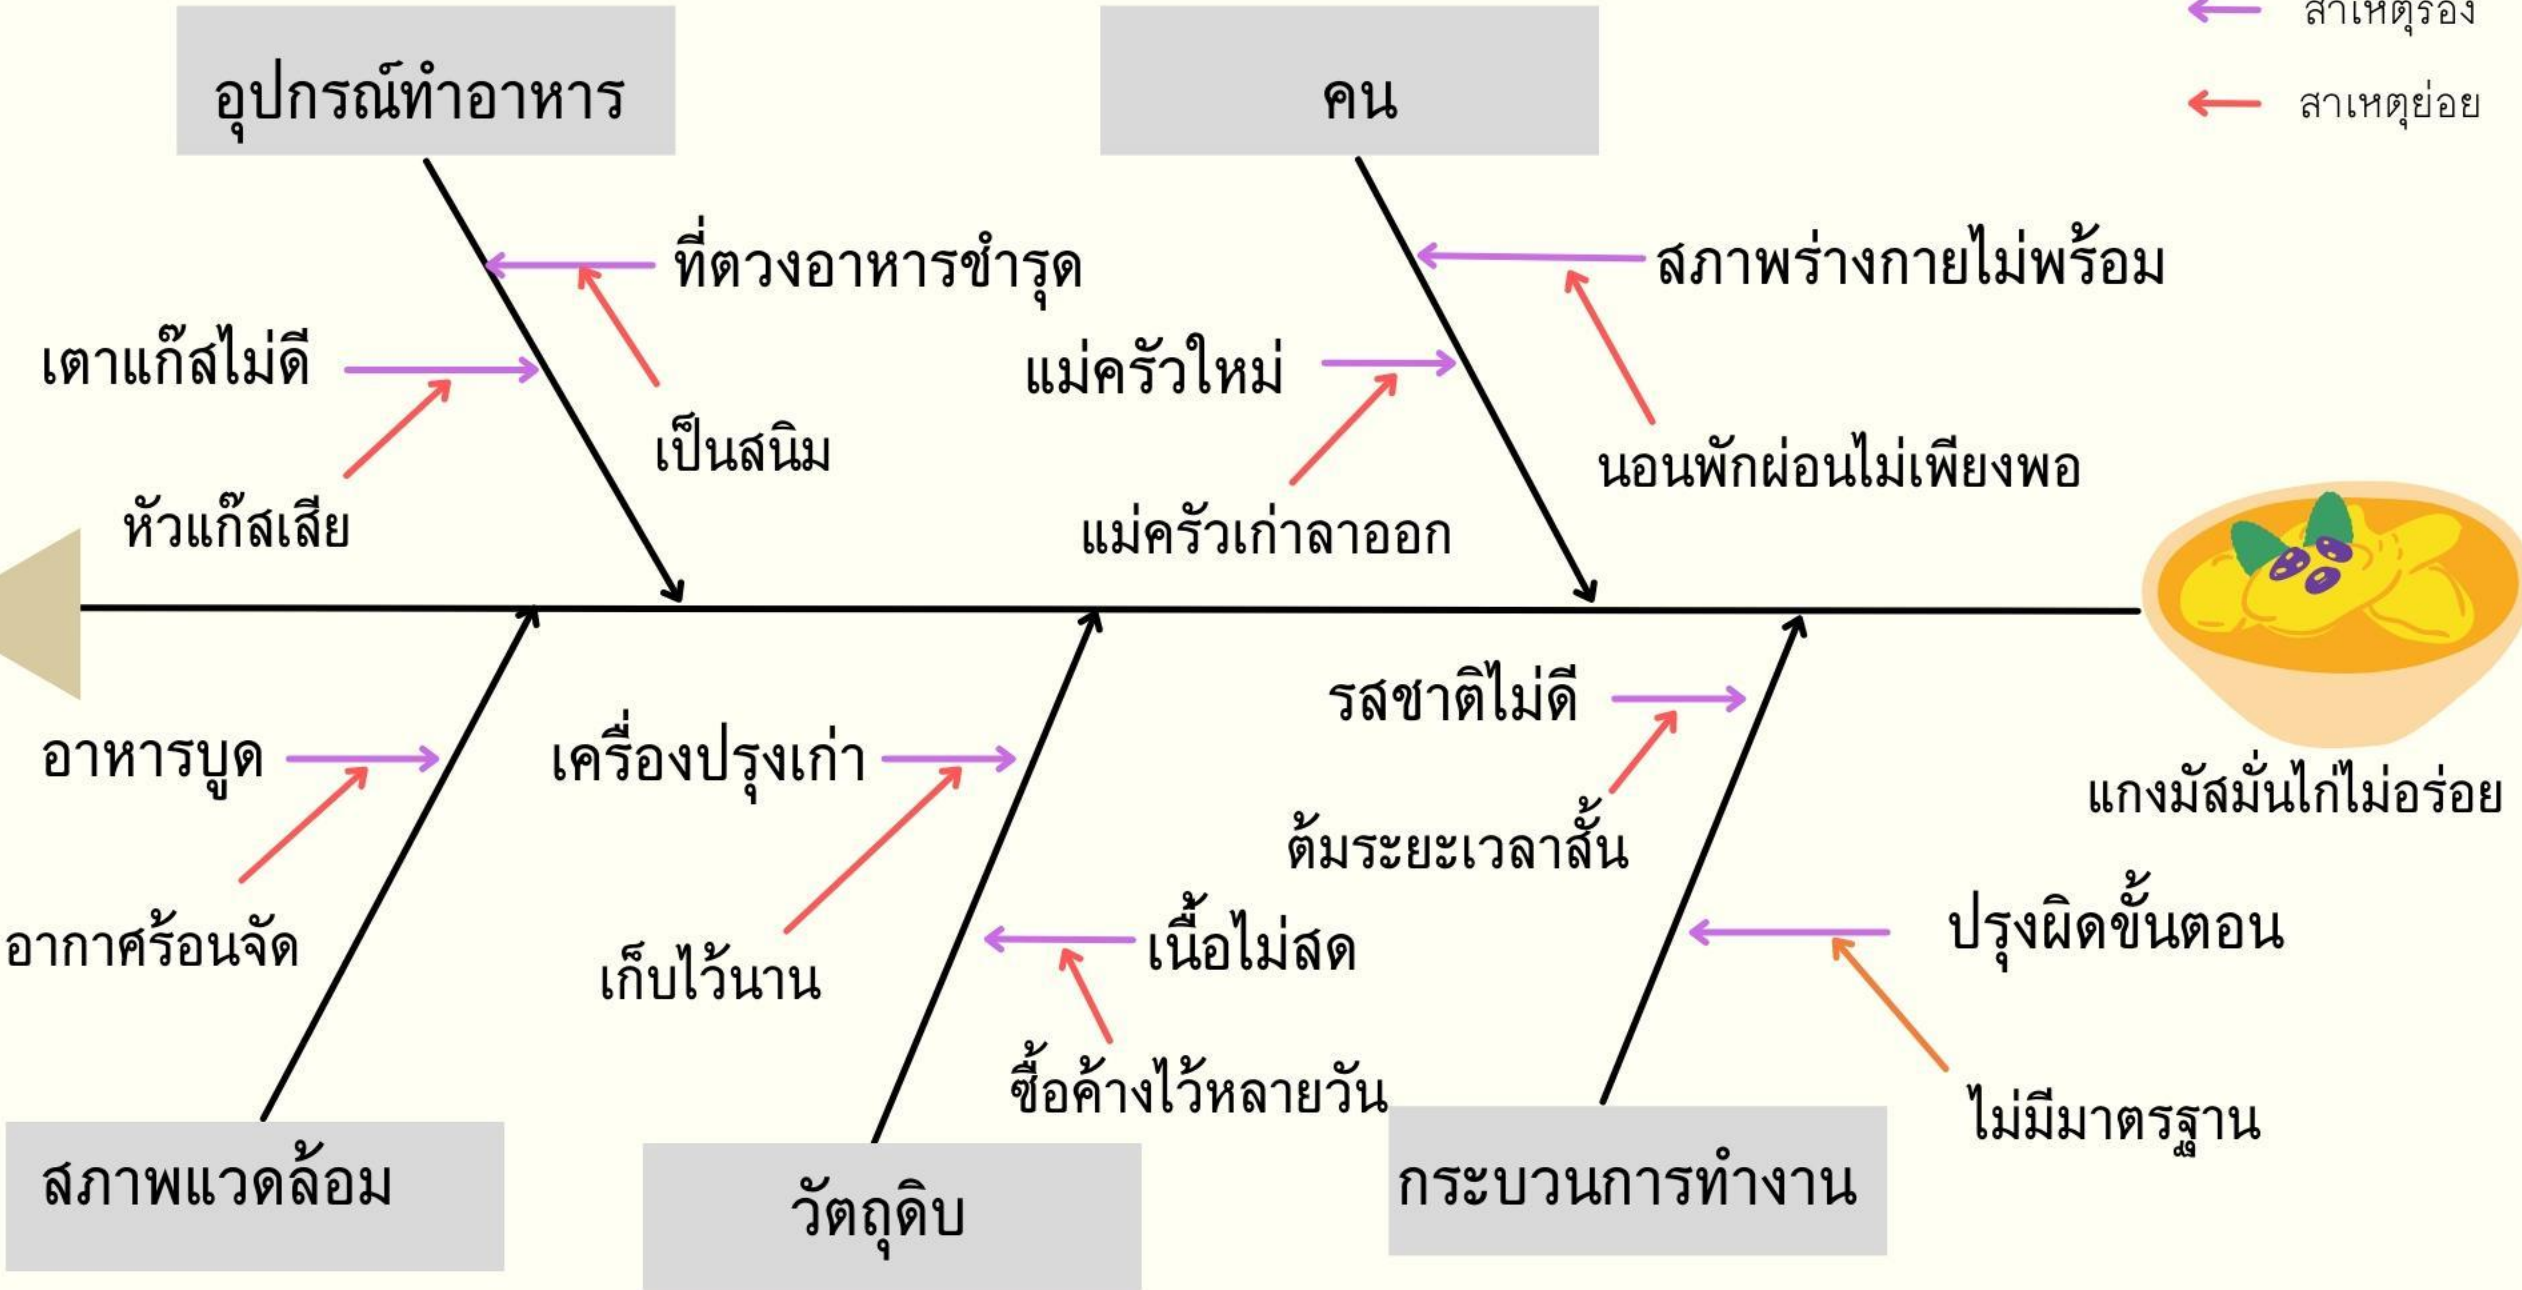 สาเหตุรอง
อุปกรณ์ทำอาหาร
คน
สาเหตุย่อย
ที่ตวงอาหารชำรุด
สภาพร่างกายไม่พร้อม
เตาแก๊สไม่ดี
แม่ครัวใหม่
เป็นสนิม
นอนพักผ่อนไม่เพียงพอ
หัวแก๊สเสีย
แม่ครัวเก่าลาออก
รสชาติไม่ดี
อาหารบูด
เครื่องปรุงเก่า
แกงมัสมั่นไก่ไม่อร่อย
ต้มระยะเวลาสั้น
ปรุงผิดขั้นตอน
อากาศร้อนจัด
เก็บไว้นาน
เนื้อไม่สด
ซื้อค้างไว้หลายวัน
ไม่มีมาตรฐาน
สภาพแวดล้อม
วัตถุดิบ
กระบวนการทำงาน